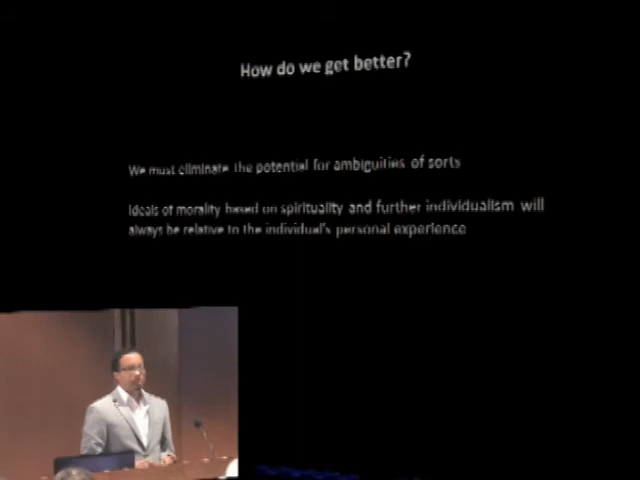 How do we get better?
We must eliminate the potential for ambiguities of sorts
Ideals of morality based on spirituality and further individualism will
always be relative to the individual's personal experience